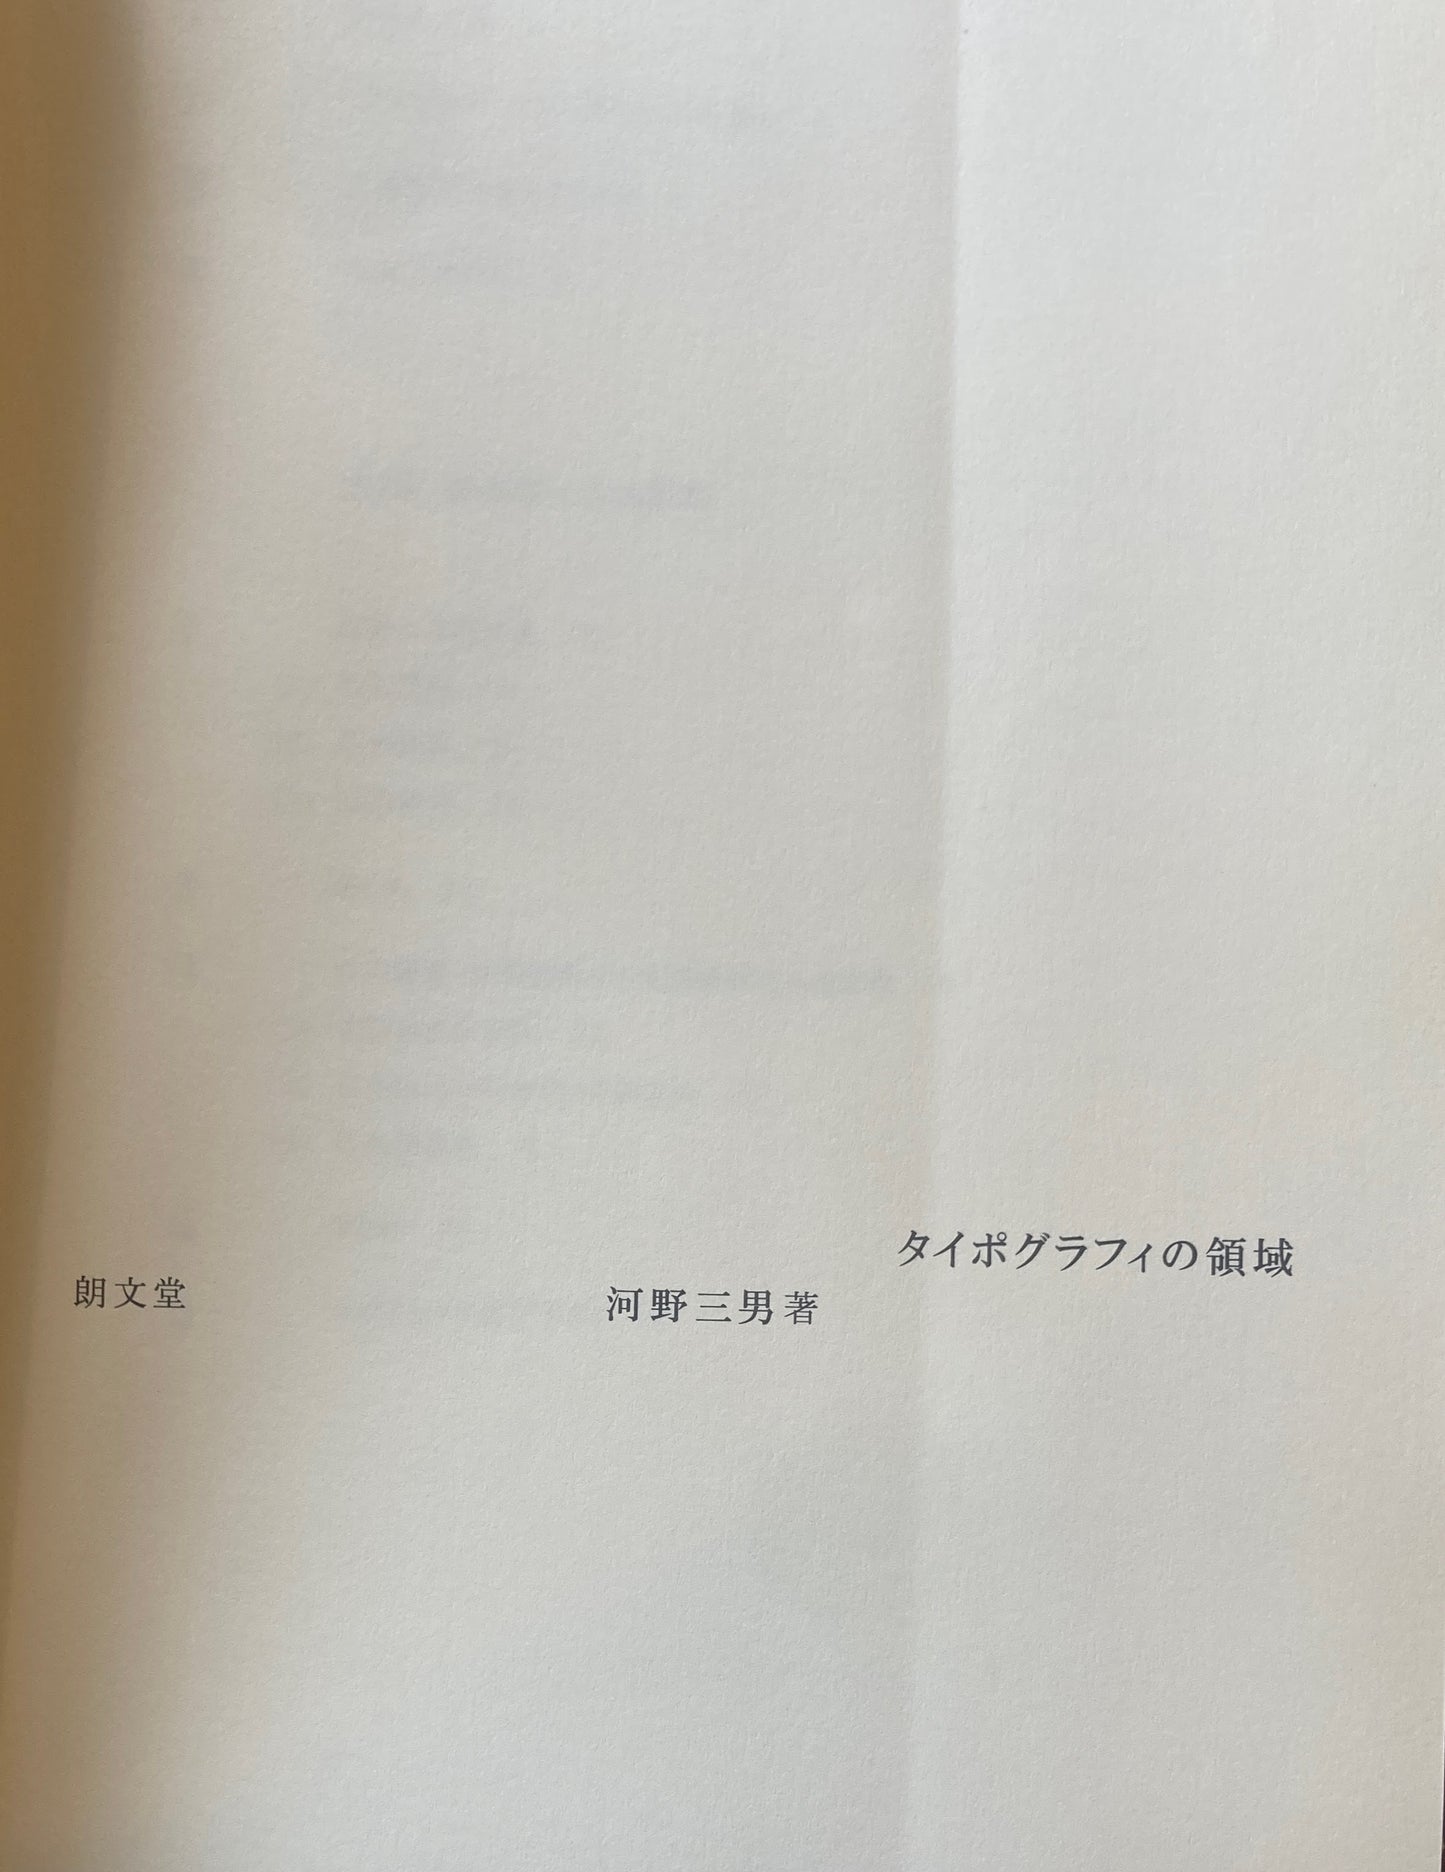 タイポグラフィの領域
河野三男著
朗文堂